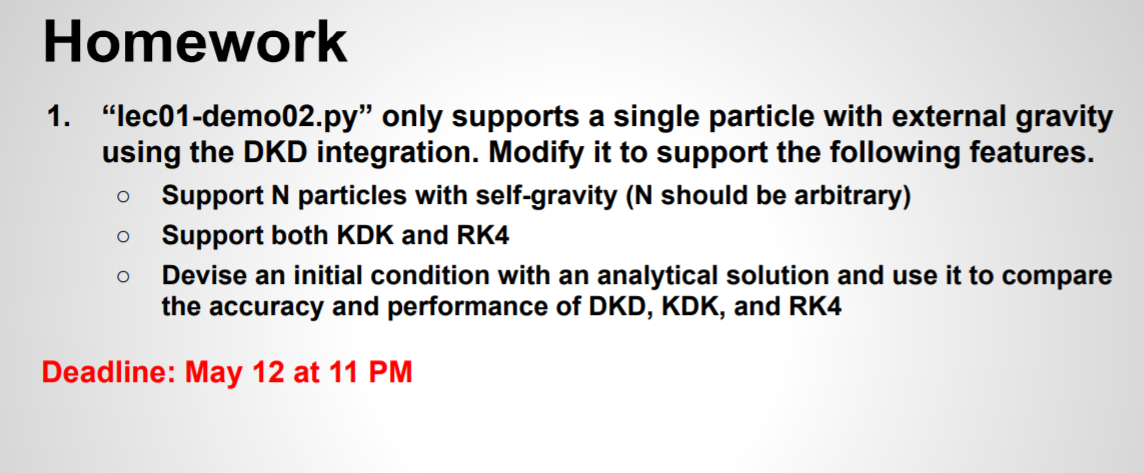 Homework
1. “lec01-demo02.py” only supports a single particle with external gravity
using the DKD integration. Modify it to support the following features.
○ Support N particles with self-gravity (N should be arbitrary)
○ Support both KDK and RK4
○ Devise an initial condition with an analytical solution and use it to compare
the accuracy and performance of DKD, KDK, and RK4
Deadline: May 12 at 11 PM